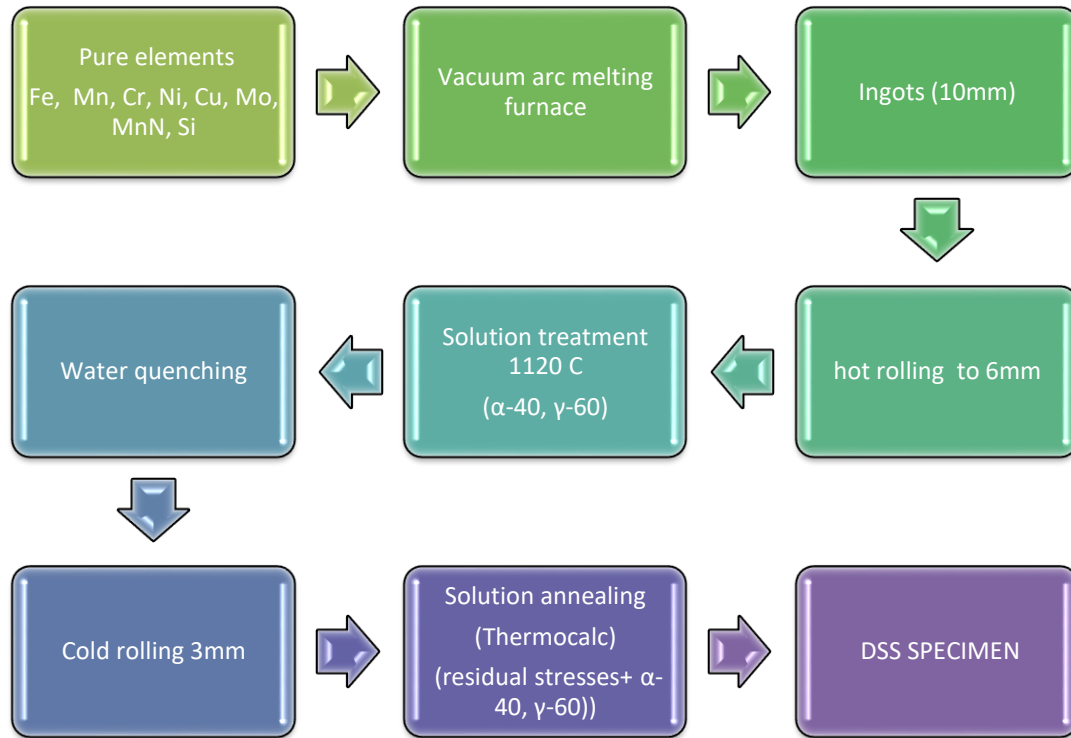 Pure elements
Fe,  Mn, Cr, Ni, Cu, Mo,
MnN, Si
Vacuum arc melting
furnace
Ingots (10mm)
hot rolling  to 6mm
Solution treatment
1120 C
(α-40, γ-60)
Water quenching
Cold rolling 3mm
Solution annealing
(Thermocalc)
(residual stresses+ α-
40, γ-60))
DSS SPECIMEN